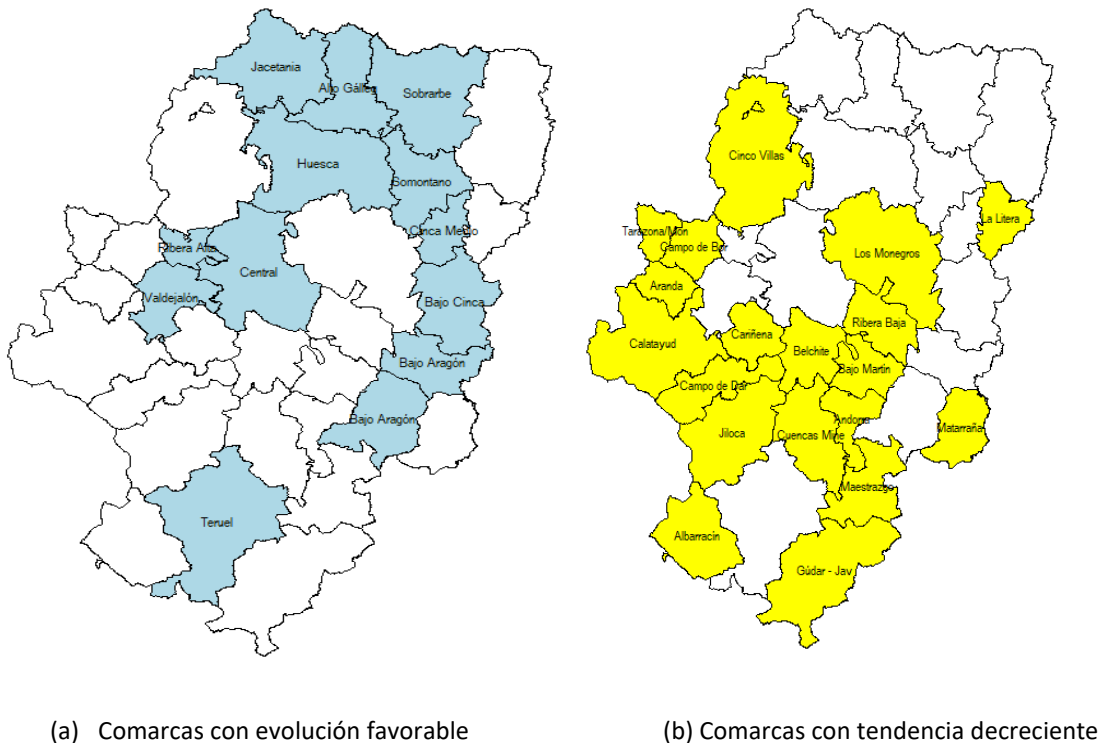 Jacetania
Alto Gálleg
Sobrarbe
Huesca
Somontano
Cinca Medio
Ribera Alta
Central
Valdejalón
Bajo Cinca
Bajo Aragón
Bajo Aragón
Teruel
Cinco Villas
La Litera
Tarazona/Mon
Campo de Bor
Los Monegros
Aranda
Ribera Baja
Cariñena
Calatayud
Belchite
Bajo Martín
Campo de Dar
Andorra
Matarraña
Jiloca
Cuencas Mine
Maestrazgo
Albarracin
Gúdar - Jav
(a) Comarcas con evolución favorable
(b) Comarcas con tendencia decreciente